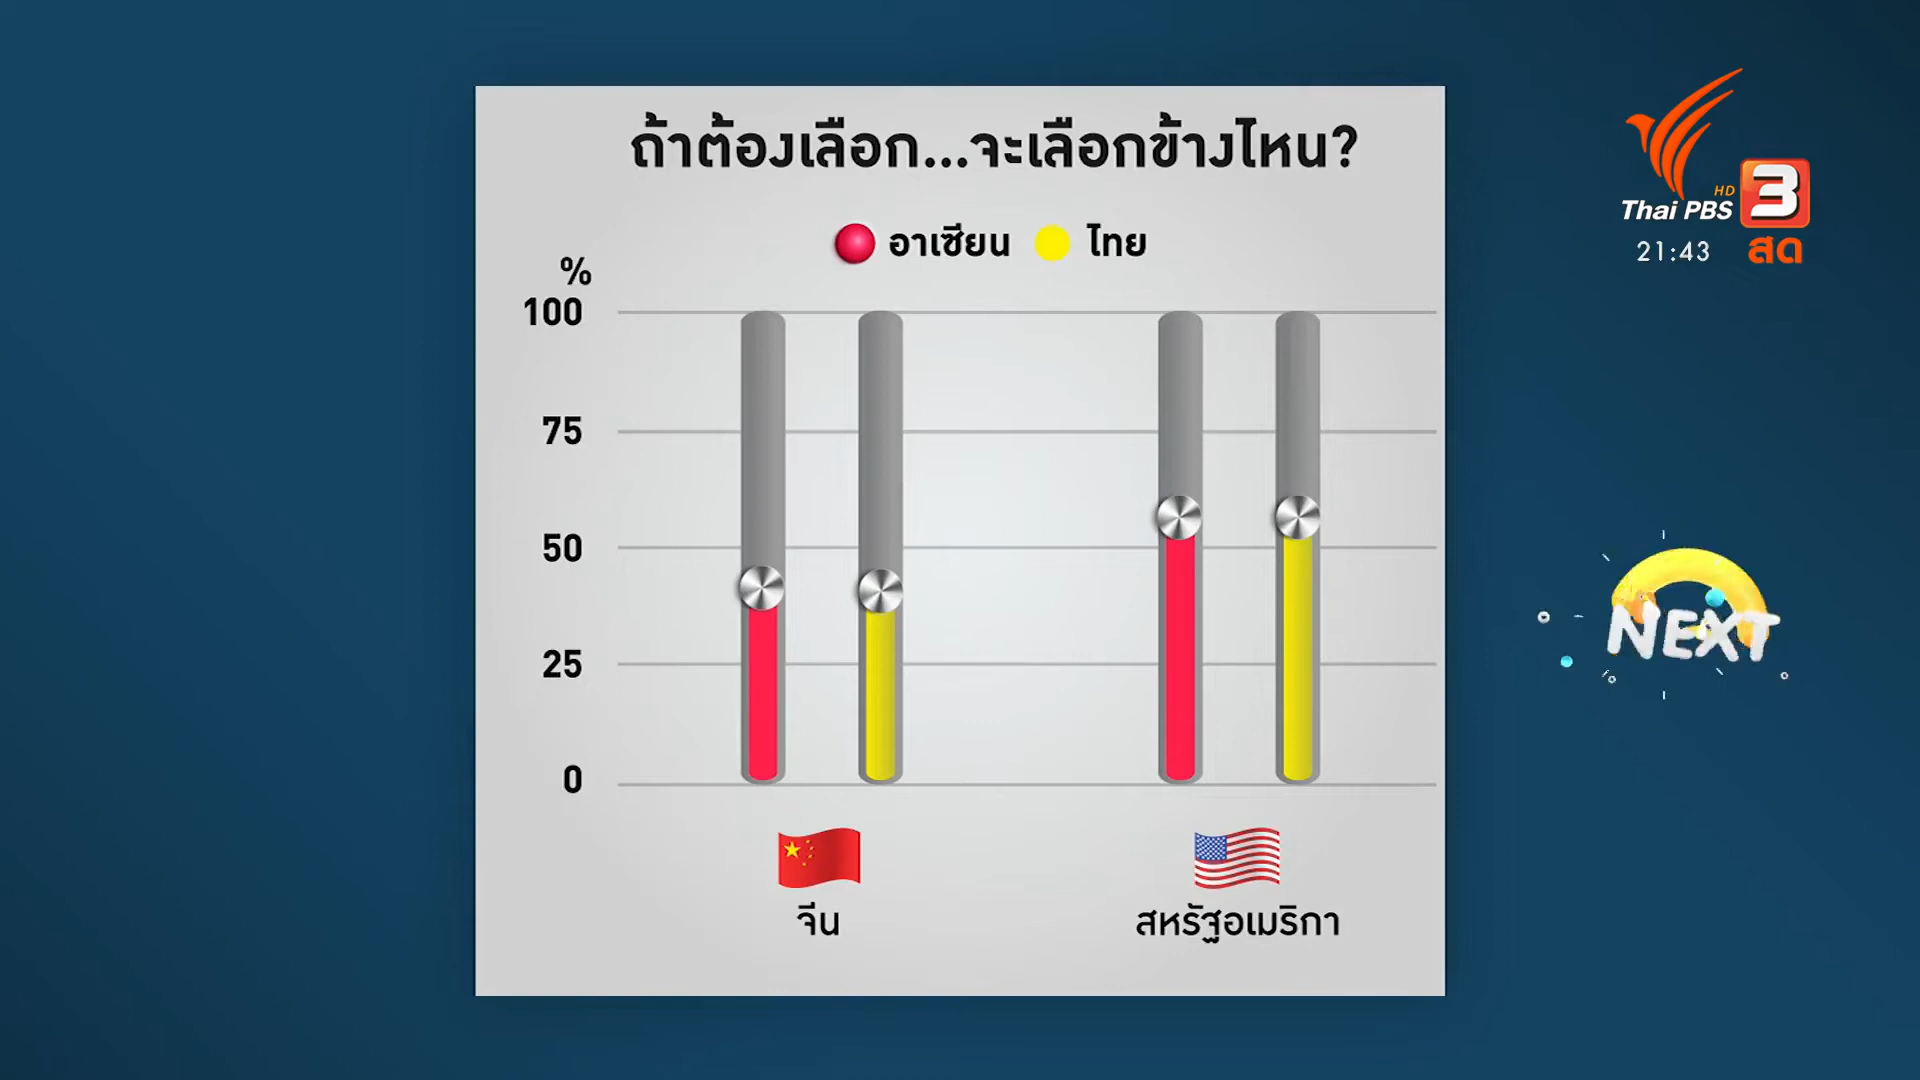 ถ้าต้องเลือก...จะเลือกข้างไหน?
อาเซียน ไทย
%
100
75
50
25
0
จีน สหรัฐอเมริกา
HD
Thai PBS 3
21:43 สด
NEXT